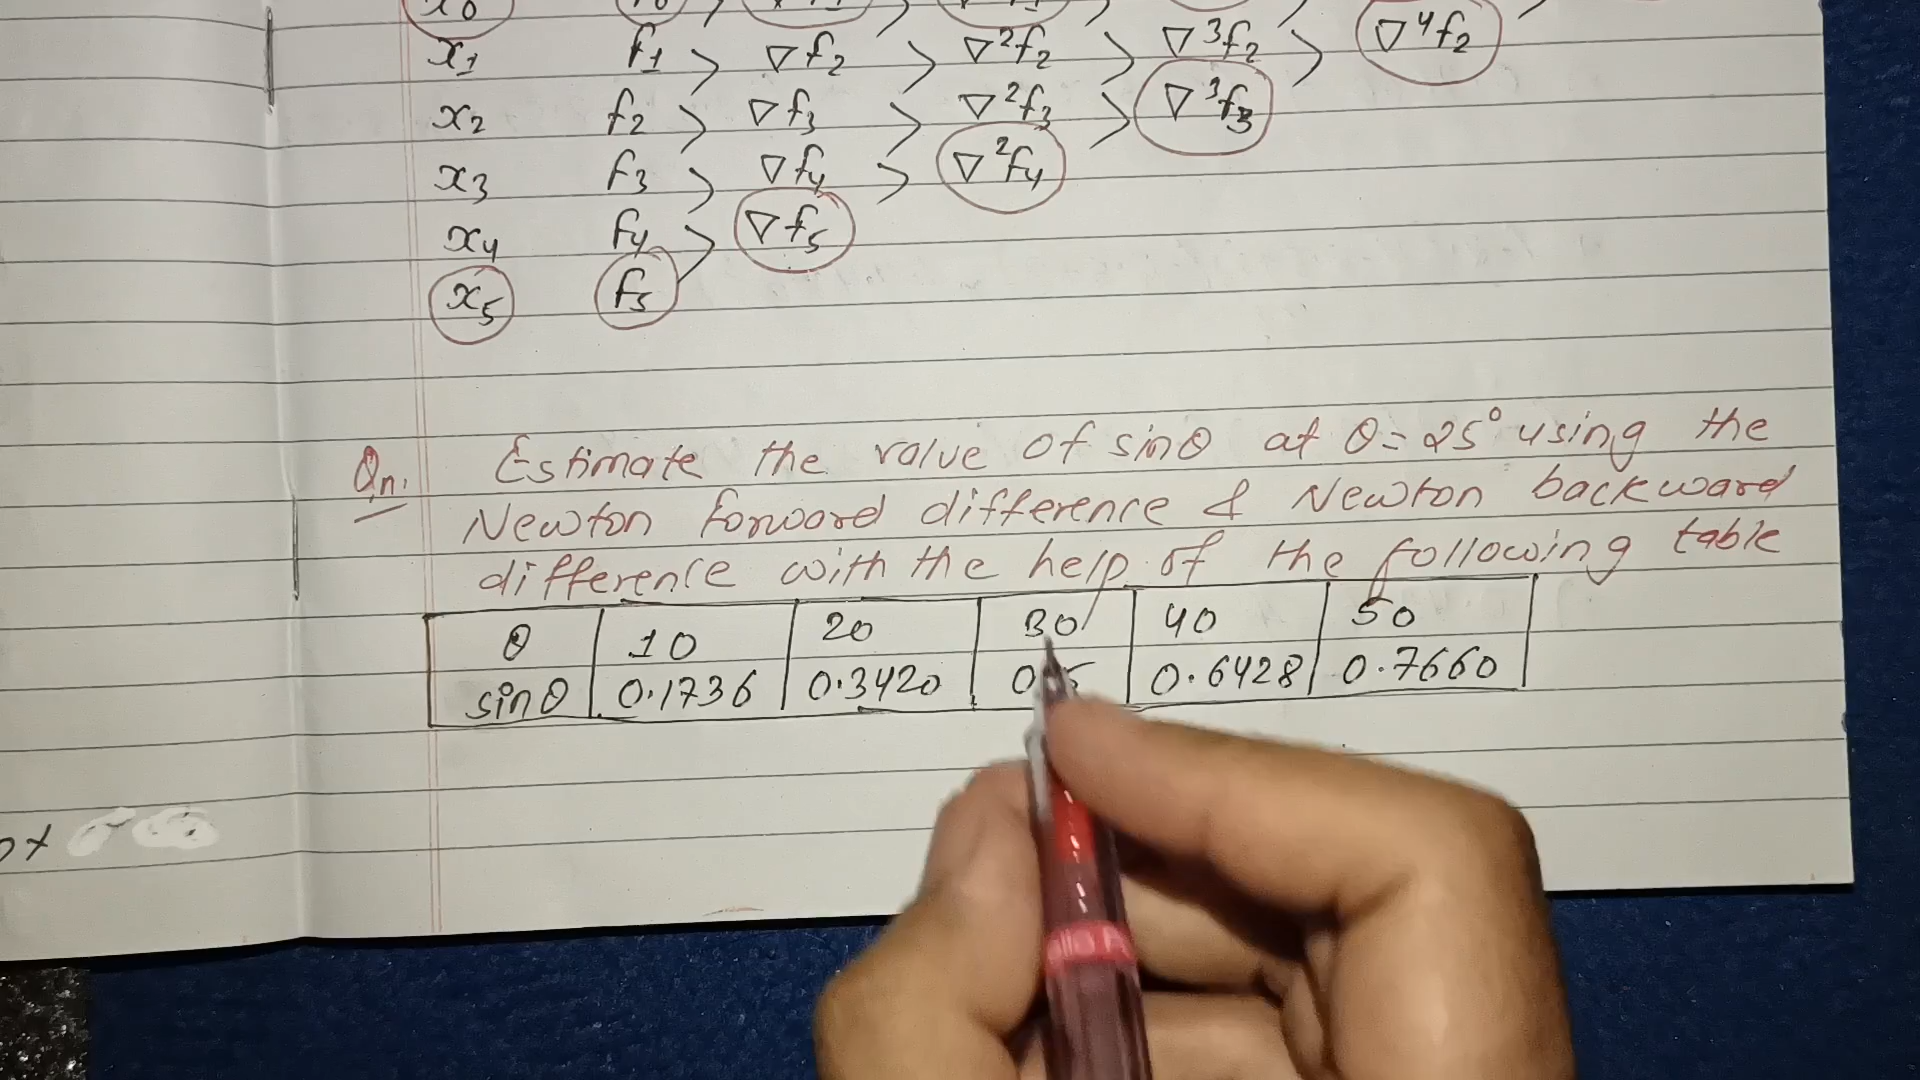 x1 f1 > ∇f2 > ∇²f2 > ∇³f2 > ∇⁴f2
x2 f2 > ∇f3 > ∇²f3 > ∇³f3
x3 f3 > ∇f4 > ∇²f4
x4 f4 > ∇f5
x5 f5
Qn. Estimate the value of sinθ at θ=25° using the
Newton forward difference & Newton backward
difference with the help of the following table
θ 10 20 30 40 50
sinθ 0.1736 0.3420 0.6428 0.7660